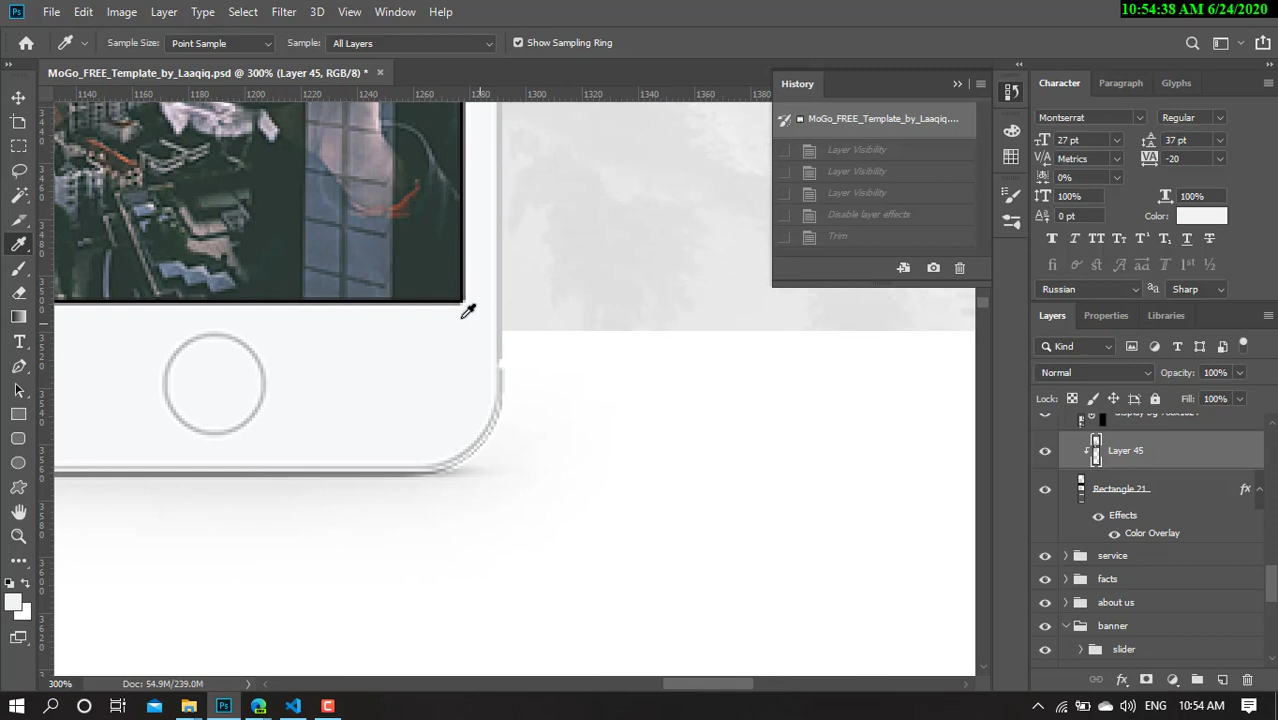 10:54:38 AM 6/24/2020
Ps File Edit Image Layer Type Select Filter 3D View Window Help
Sample Size: Point Sample Sample: All Layers Show Sampling Ring
MoGo_FREE_Template_by_Laaqiq.psd @ 300% (Layer 45, RGB/8) * ×
1140 1160 1180 1200 1220 1240 1260 1280 1300 1320 1340 1360 1380
History
MoGo_FREE_Template_by_Laaqiq....
Layer Visibility
Layer Visibility
Layer Visibility
Disable layer effects
Trim
Character Paragraph Glyphs
Montserrat Regular
27 pt 37 pt
Metrics -20
0%
100% 100%
0 pt Color:
Russian Sharp
Layers Properties Libraries
Kind
Normal Opacity: 100%
Lock: Fill: 100%
Layer 45
Rectangle 21 fx
Effects
Color Overlay
service
facts
about us
banner
slider
300% Doc: 54.9M/239.0M
ENG 10:54 AM